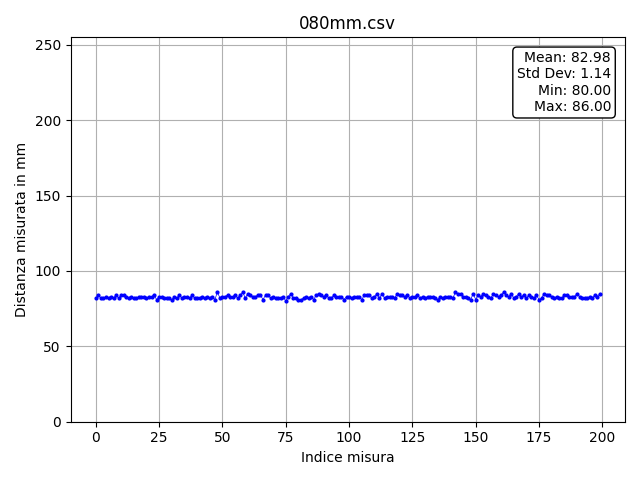 080mm.csv
Mean: 82.98
Std Dev: 1.14
Min: 80.00
Max: 86.00
Distanza misurata in mm
250
200
150
100
50
0
0 25 50 75 100 125 150 175 200
Indice misura